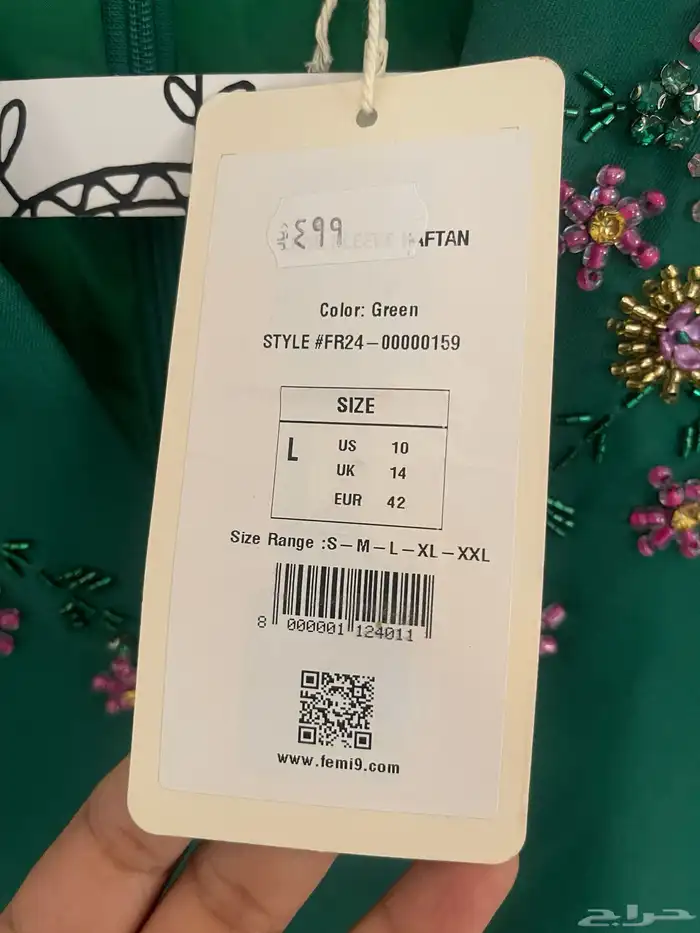 ٤99
KAFTAN
Color: Green
STYLE #FR24-00000159
SIZE
L
US 10
UK 14
EUR 42
Size Range :S-M-L-XL-XXL
8 000001 124011
www.femi9.com
حراج